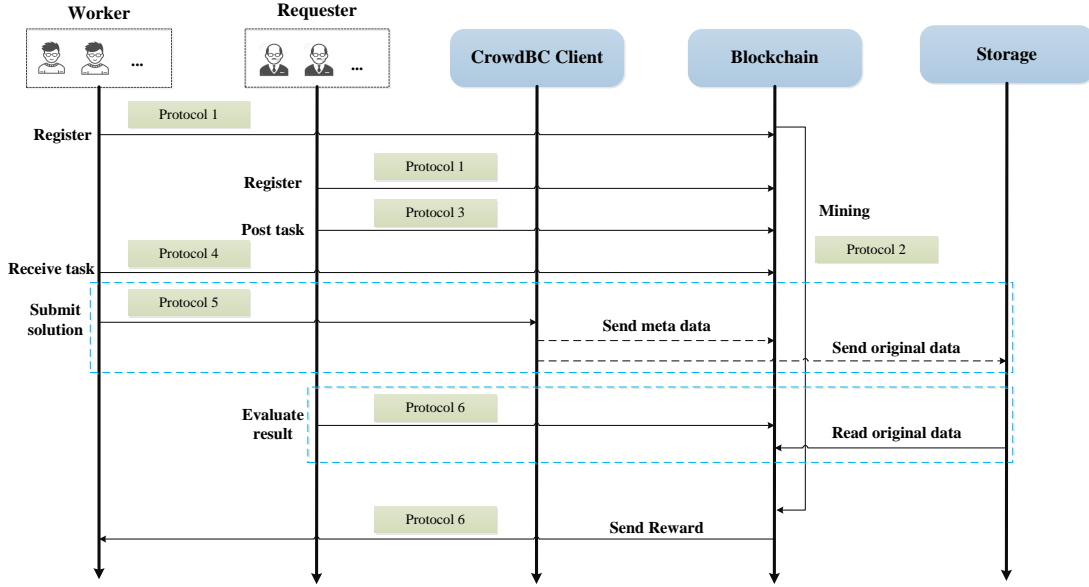 Worker
Requester
...
...
CrowdBC Client
Blockchain
Storage
Protocol 1
Register
Protocol 1
Register
Protocol 3
Post task
Mining
Protocol 4
Protocol 2
Receive task
Protocol 5
Submit
solution
Send meta data
Send original data
Protocol 6
Evaluate
result
Read original data
Protocol 6
Send Reward